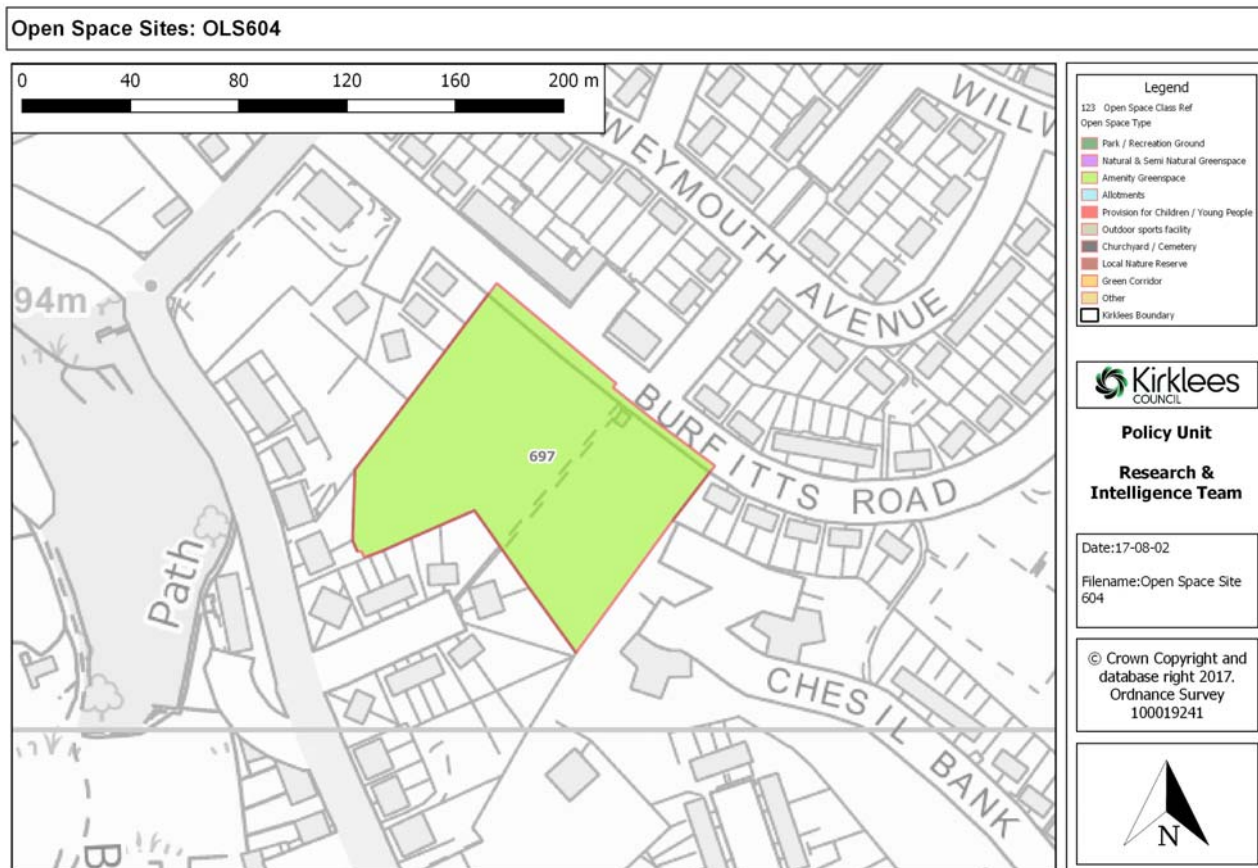 Open Space Sites: OLS604
0 40 80 120 160 200 m
WEYMOUTH AVENUE
94m
BURFITTS ROAD
697
Path
CHESIL BANK
B
Legend
123 Open Space Class Ref
Open Space Type
Park / Recreation Ground
Natural & Semi Natural Greenspace
Amenity Greenspace
Allotments
Provision for Children / Young People
Outdoor sports facility
Churchyard / Cemetery
Local Nature Reserve
Green Corridor
Other
Kirklees Boundary
Kirklees
COUNCIL
Policy Unit
Research &
Intelligence Team
Date:17-08-02
Filename:Open Space Site
604
© Crown Copyright and
database right 2017.
Ordnance Survey
100019241
N